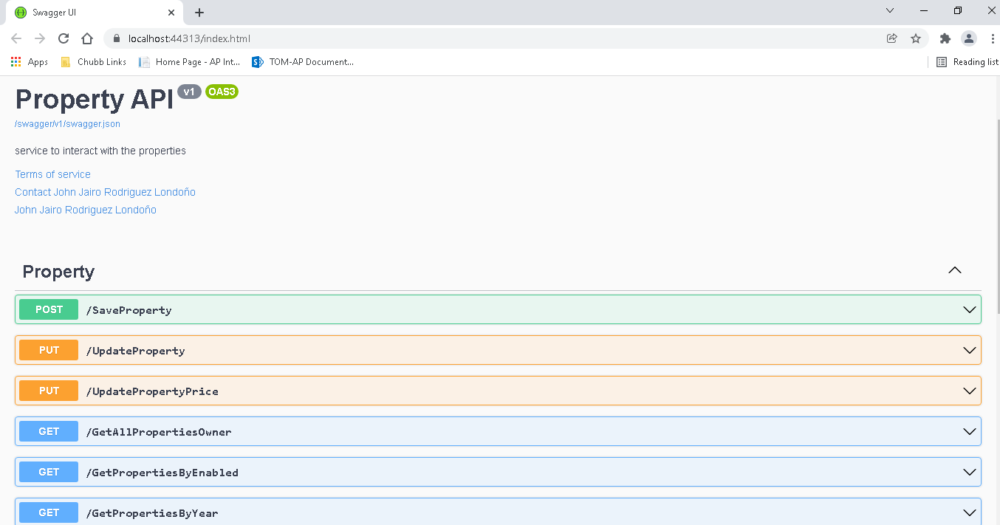 Swagger UI
localhost:44313/index.html
Apps Chubb Links Home Page - AP Int... TOM-AP Document... Reading list
Property API v1 OAS3
/swagger/v1/swagger.json
service to interact with the properties
Terms of service
Contact John Jairo Rodriguez Londoño
John Jairo Rodriguez Londoño
Property
POST /SaveProperty
PUT /UpdateProperty
PUT /UpdatePropertyPrice
GET /GetAllPropertiesOwner
GET /GetPropertiesByEnabled
GET /GetPropertiesByYear